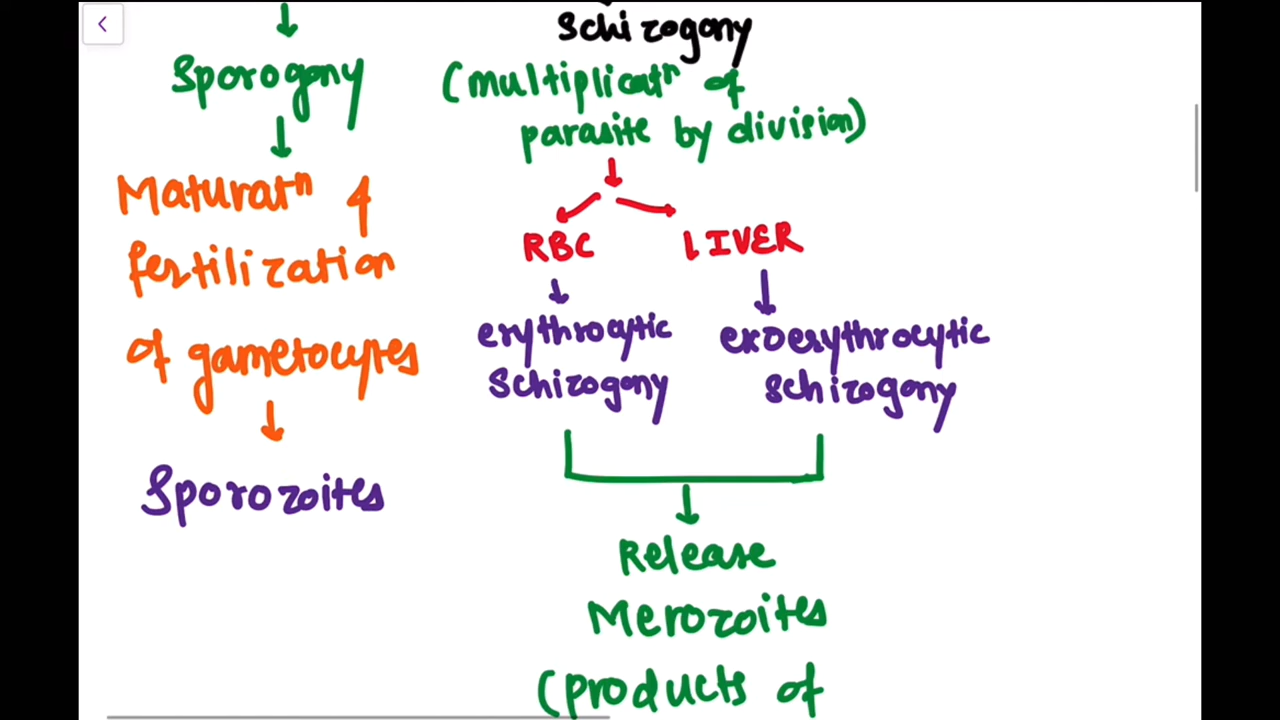 Sporogony
Maturatⁿ &
fertilization
of gametocytes
Sporozoites
Schizogony
(multiplicatⁿ of
parasite by division)
RBC
LIVER
erythrocytic
Schizogony
exoerythrocytic
schizogony
Release
Merozoites
(products of